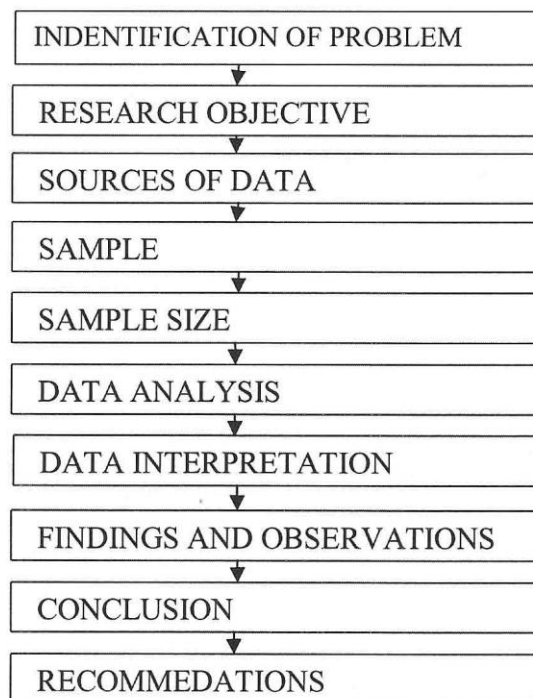 INDENTIFICATION OF PROBLEM
RESEARCH OBJECTIVE
SOURCES OF DATA
SAMPLE
SAMPLE SIZE
DATA ANALYSIS
DATA INTERPRETATION
FINDINGS AND OBSERVATIONS
CONCLUSION
RECOMMEDATIONS